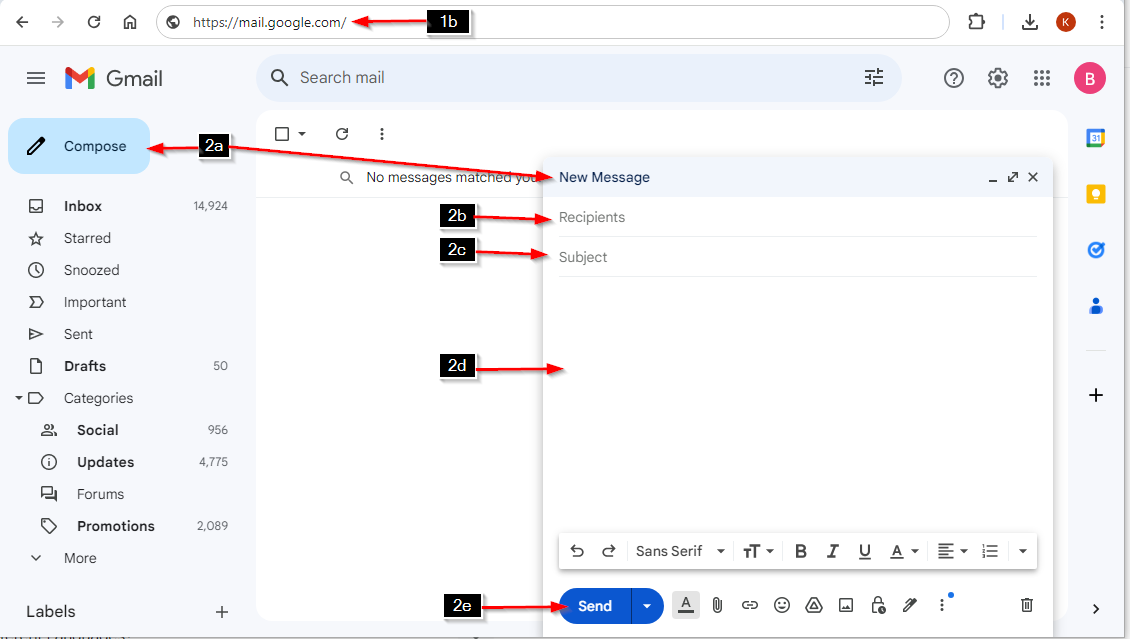 https://mail.google.com/
1b
K
Gmail
Search mail
B
Compose
2a
31
No messages matched you
New Message
Inbox 14,924
2b
Recipients
Starred
2c
Subject
Snoozed
Important
Sent
2d
Drafts 50
Categories
Social 956
Updates 4,775
Forums
Promotions 2,089
Sans Serif
More
2e
Send
Labels